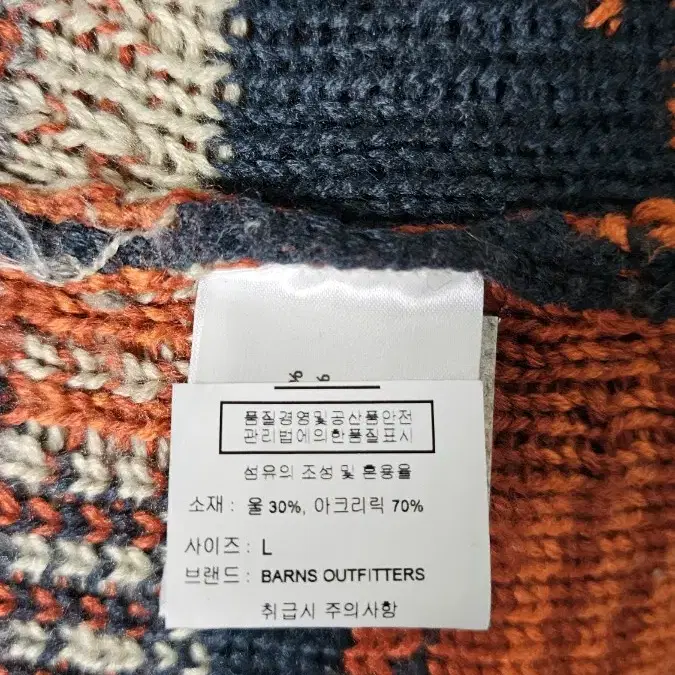 품질경영및공산품안전
관리법에의한품질표시
섬유의 조성 및 혼용율
소재 : 울 30%, 아크리릭 70%
사이즈 : L
브랜드 : BARNS OUTFITTERS
취급시 주의사항